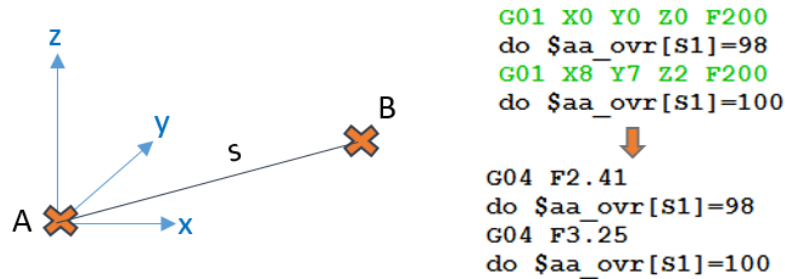 z
y
B
s
A
x
G01 X0 Y0 Z0 F200
do $aa_ovr[S1]=98
G01 X8 Y7 Z2 F200
do $aa_ovr[S1]=100
G04 F2.41
do $aa_ovr[S1]=98
G04 F3.25
do $aa_ovr[S1]=100